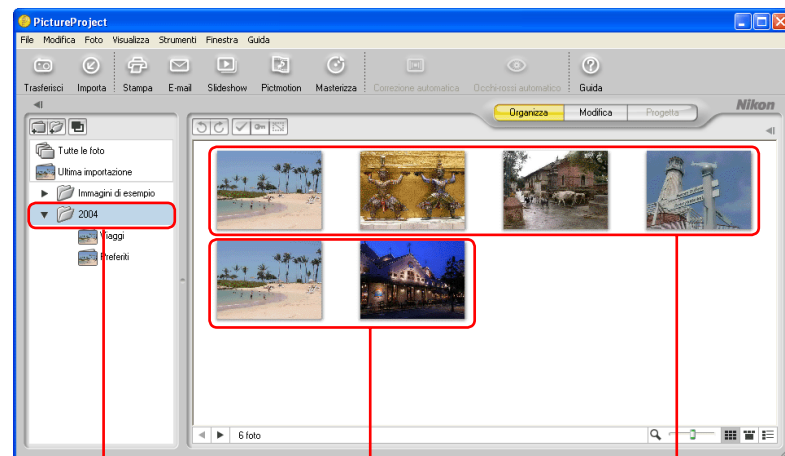 PictureProject
File Modifica Foto Visualizza Strumenti Finestra Guida
Trasferisci Importa Stampa E-mail Slideshow Pictmotion Masterizza Correzione automatica Occhi-rossi automatico Guida
Organizza Modifica Progetta Nikon
Tutte le foto
Ultima importazione
Immagini di esempio
2004
Viaggi
Preferiti
6 foto